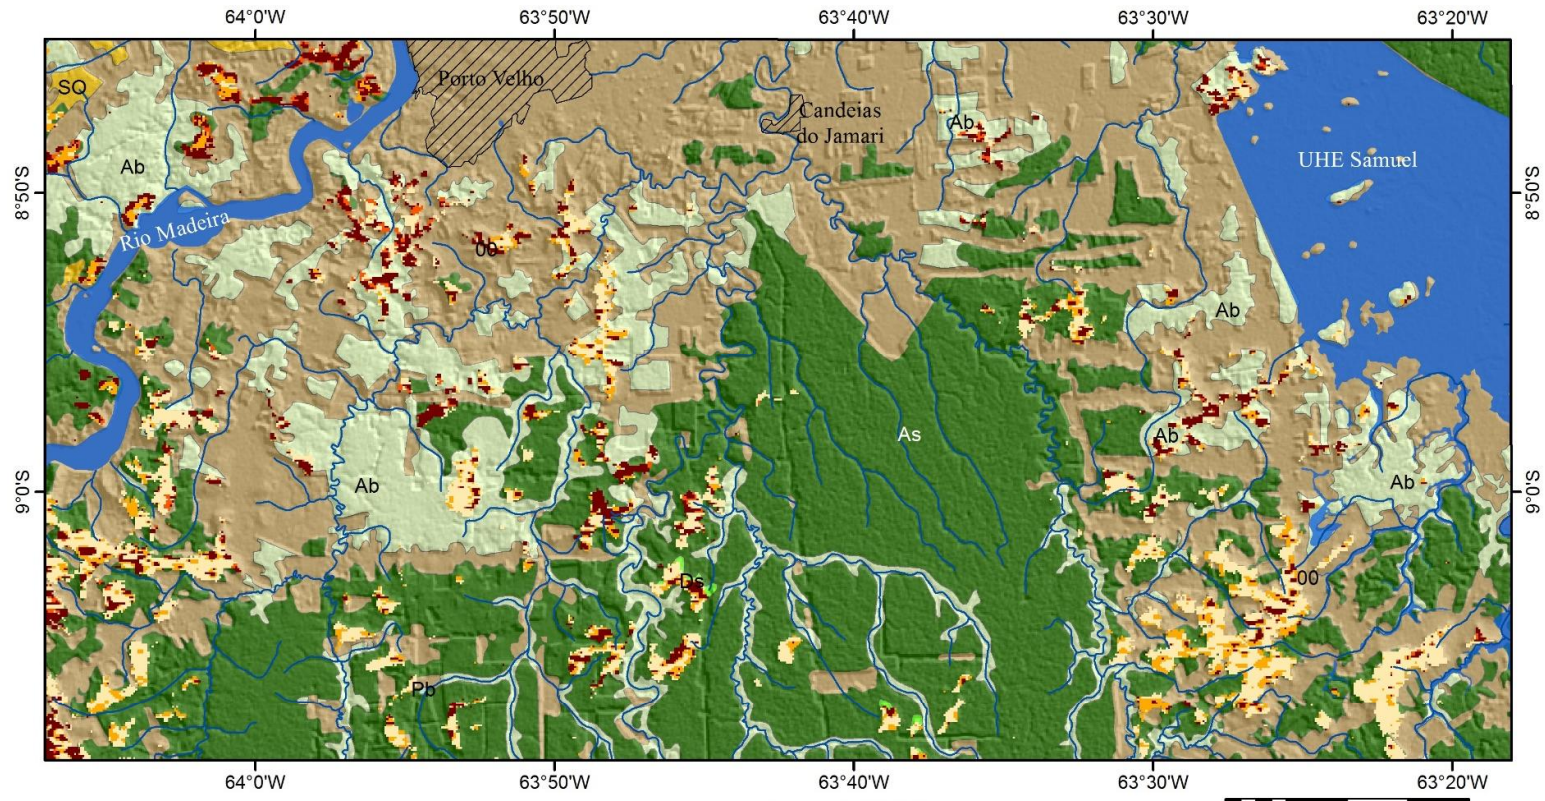 64°0'W 63°50'W 63°40'W 63°30'W 63°20'W
SQ
Porto Velho
Candeias
do Jamari
Ab
Ab
UHE Samuel
8°50'S
8°50'S
Rio Madeira
00
Ab
As
Ab
Ab
Ab
9°0'S
9°0'S
Ds
00
Pb
64°0'W 63°50'W 63°40'W 63°30'W 63°20'W